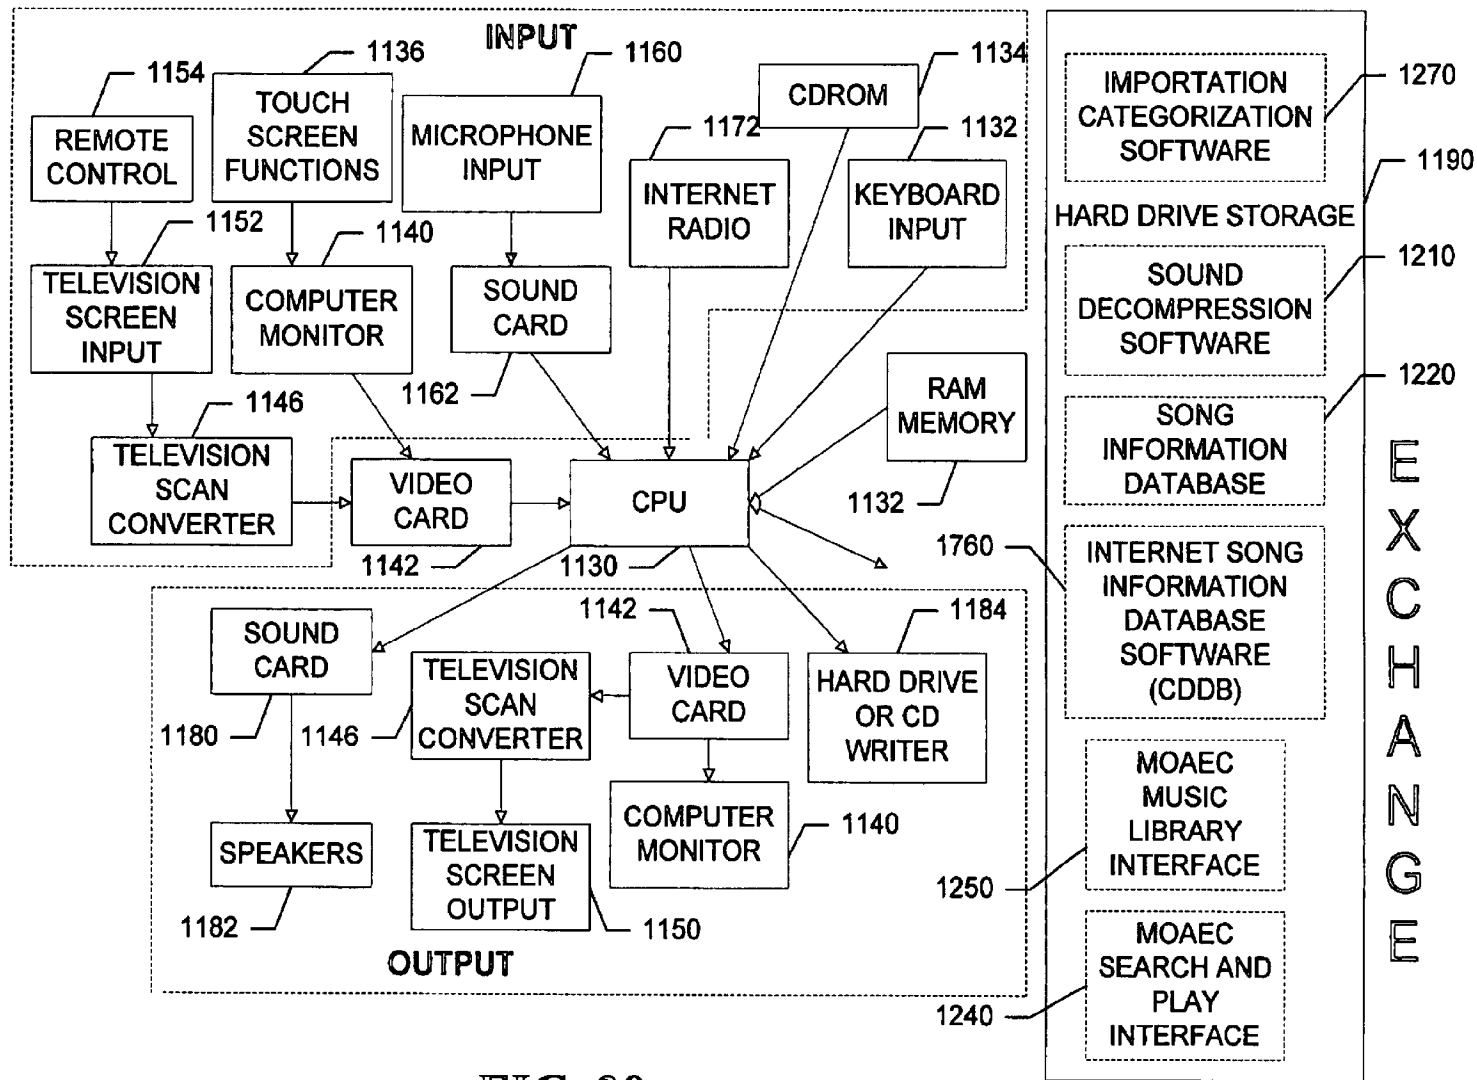 INPUT
1154
REMOTE
CONTROL
1136
TOUCH
SCREEN
FUNCTIONS
1160
MICROPHONE
INPUT
1134
CDROM
1172
INTERNET
RADIO
1132
KEYBOARD
INPUT
1152
TELEVISION
SCREEN
INPUT
1140
COMPUTER
MONITOR
SOUND
CARD
1162
1146
TELEVISION
SCAN
CONVERTER
VIDEO
CARD
1142
CPU
1130
RAM
MEMORY
1132
SOUND
CARD
1180
SPEAKERS
1182
TELEVISION
SCAN
CONVERTER
1146
TELEVISION
SCREEN
OUTPUT
1150
1142
VIDEO
CARD
COMPUTER
MONITOR
1140
1184
HARD DRIVE
OR CD
WRITER
OUTPUT
IMPORTATION
CATEGORIZATION
SOFTWARE
1270
1190
HARD DRIVE STORAGE
SOUND
DECOMPRESSION
SOFTWARE
1210
1220
SONG
INFORMATION
DATABASE
1760
INTERNET SONG
INFORMATION
DATABASE
SOFTWARE
(CDDB)
MOAEC
MUSIC
LIBRARY
INTERFACE
1250
MOAEC
SEARCH AND
PLAY
INTERFACE
1240
EXCHANGE